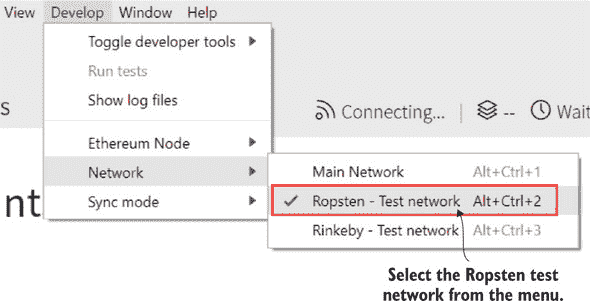 View Develop Window Help
Toggle developer tools
Run tests
Show log files
S
Connecting... | -- Wait
Ethereum Node
Network
Main Network Alt+Ctrl+1
nt
Sync mode
Ropsten - Test network Alt+Ctrl+2
Rinkeby - Test network Alt+Ctrl+3
Select the Ropsten test
network from the menu.